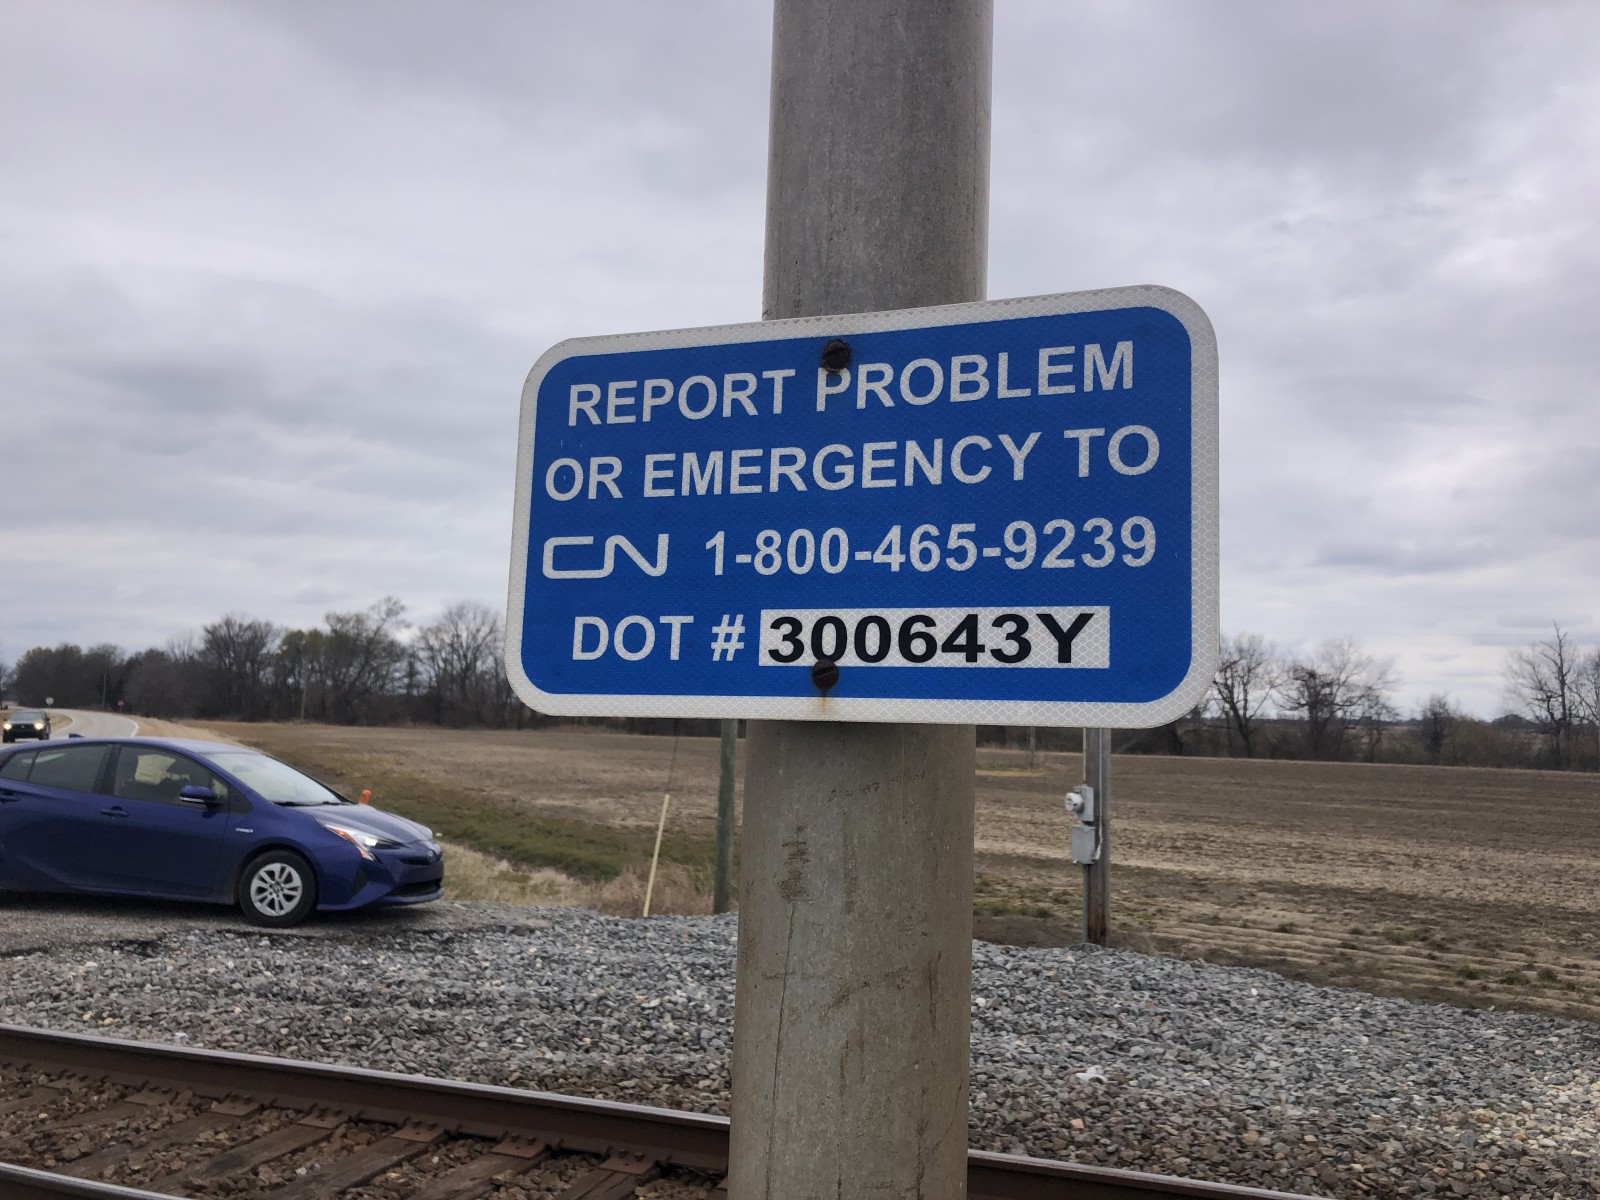 REPORT PROBLEM
OR EMERGENCY TO
CN 1-800-465-9239
DOT # 300643Y